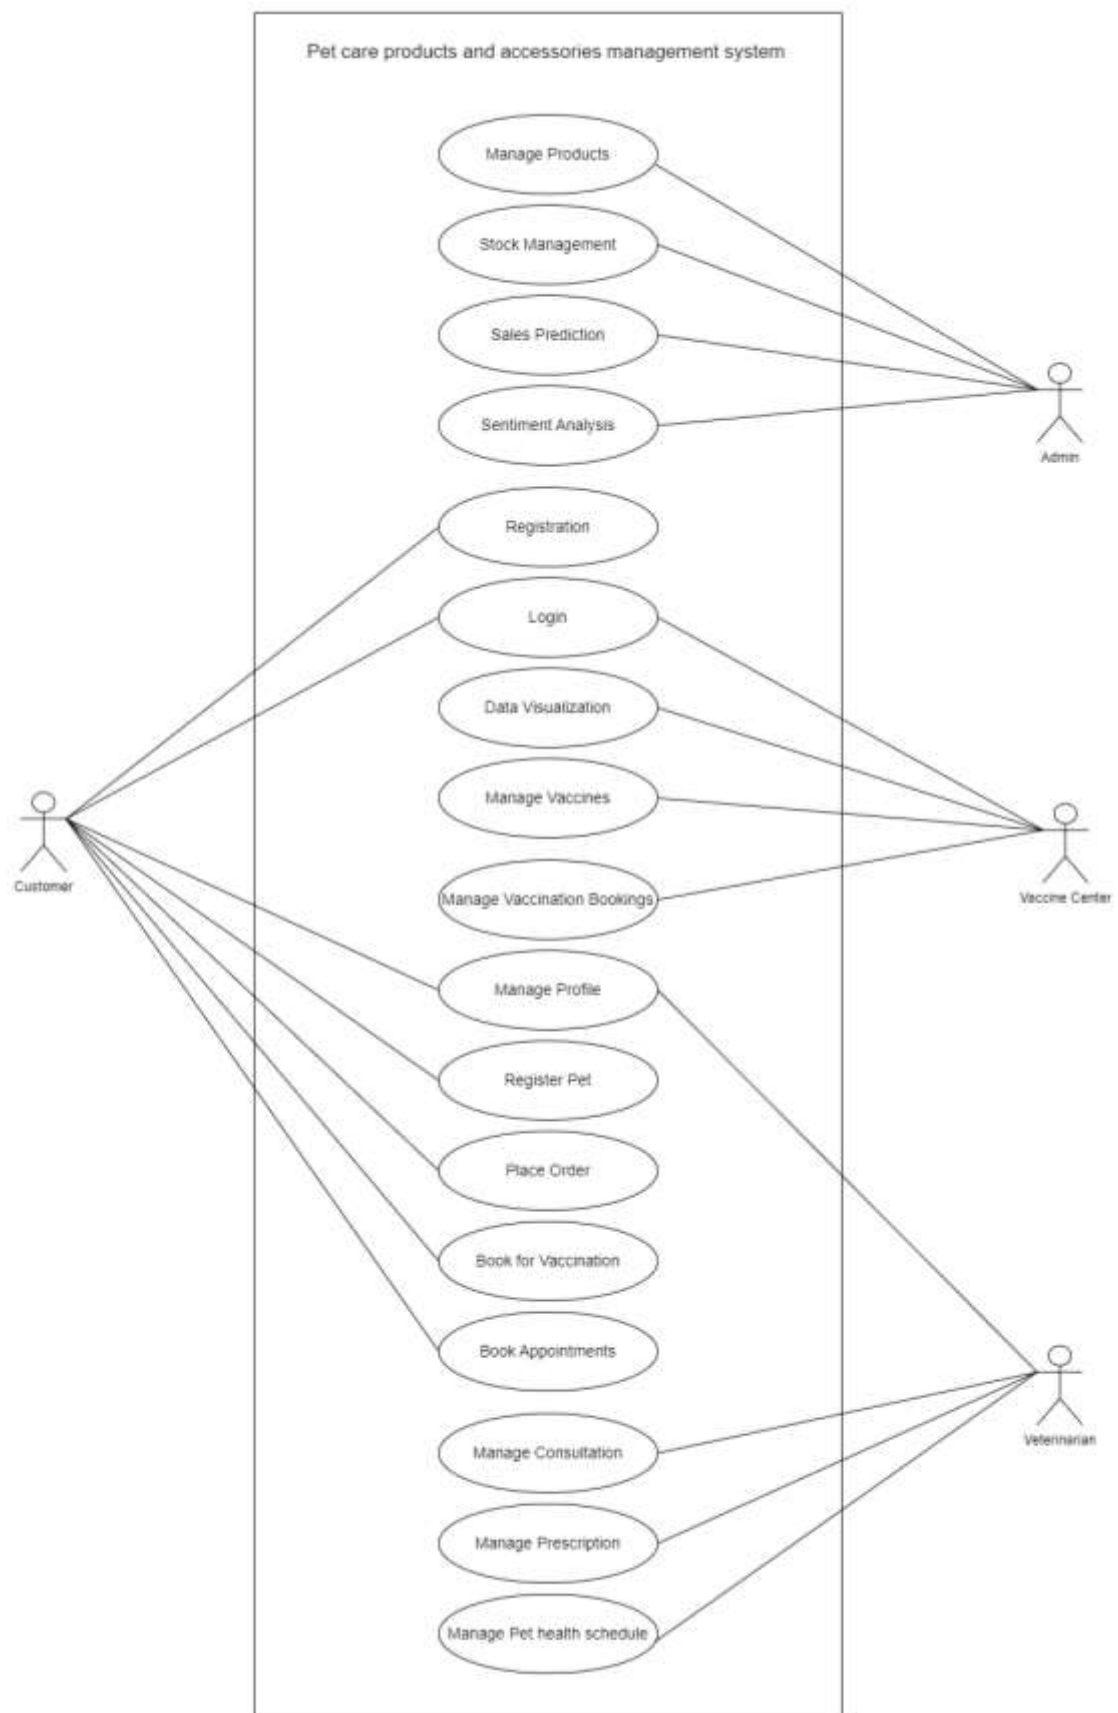 Pet care products and accessories management system
Manage Products
Stock Management
Sales Prediction
Sentiment Analysis
Admin
Registration
Login
Data Visualization
Manage Vaccines
Customer
Manage Vaccination Bookings
Vaccine Center
Manage Profile
Register Pet
Place Order
Book for Vaccination
Book Appointments
Manage Consultation
Veterinarian
Manage Prescription
Manage Pet health schedule